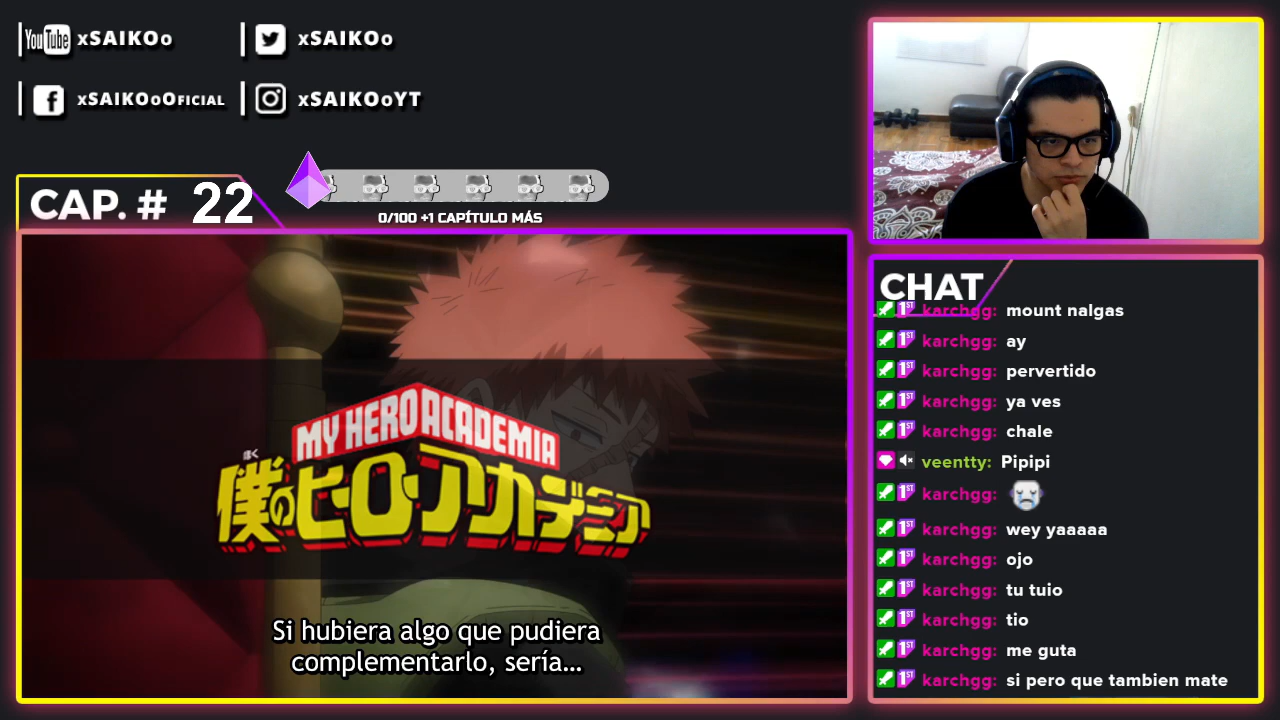 YouTube xSAIKOo
xSAIKOo
xSAIKOoOficial
xSAIKOoYT
CAP. # 22
0/100 +1 CAPÍTULO MÁS
MY HERO ACADEMIA
ぼく
僕のヒーローアカデミア
Si hubiera algo que pudiera
complementarlo, sería...
CHAT
karchgg: mount nalgas
karchgg: ay
karchgg: pervertido
karchgg: ya ves
karchgg: chale
veentty: Pipipi
karchgg:
karchgg: wey yaaaaa
karchgg: ojo
karchgg: tu tuio
karchgg: tio
karchgg: me guta
karchgg: si pero que tambien mate